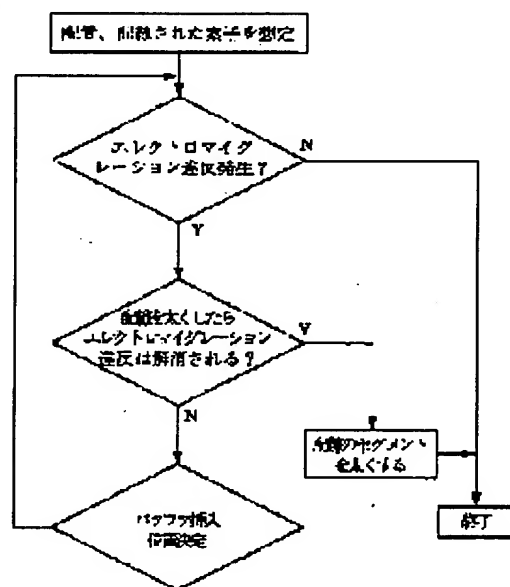 配置、配線された素子を想定
エレクトロマイグ
レーション違反発生?
N
Y
配線を太くしたら
エレクトロマイグレーション
違反は解消される?
Y
N
配線のセグメント
を太くする
バッファ挿入
位置決定
終了